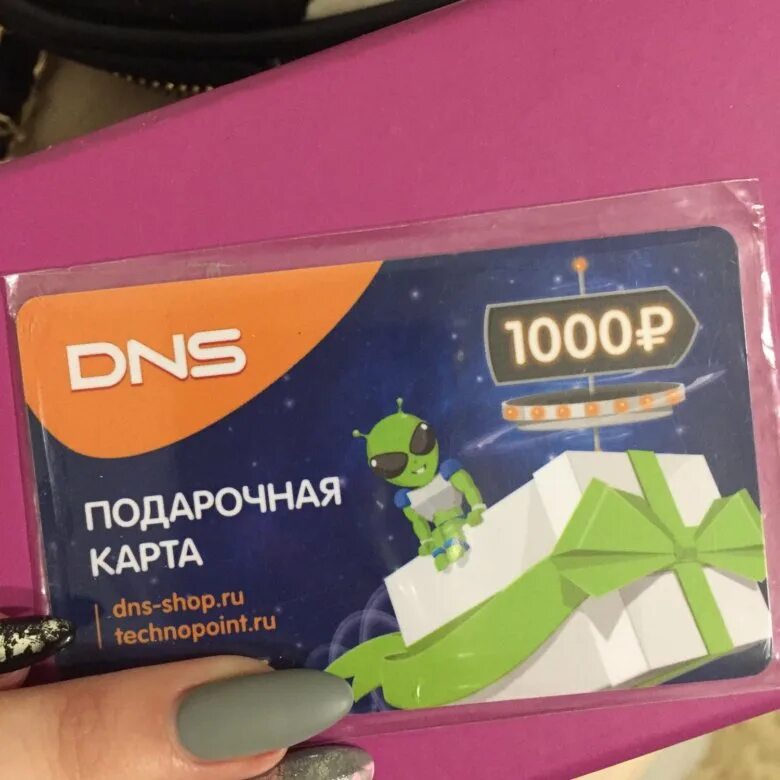 DNS
1000₽
ПОДАРОЧНАЯ
КАРТА
dns-shop.ru
technopoint.ru